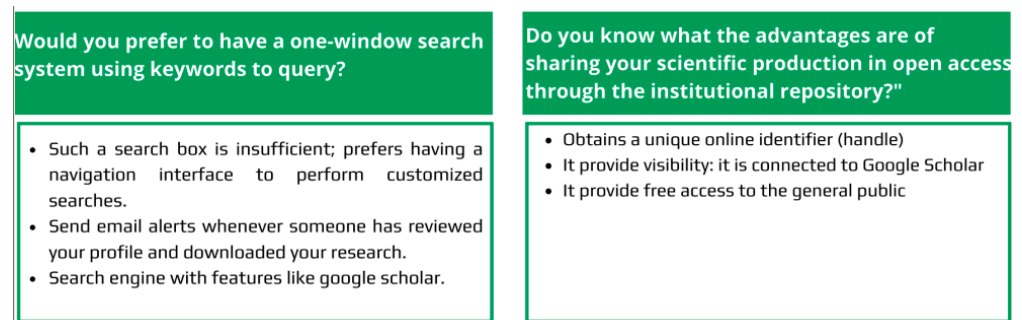 Would you prefer to have a one-window search
system using keywords to query?
• Such a search box is insufficient; prefers having a
navigation interface to perform customized
searches.
• Send email alerts whenever someone has reviewed
your profile and downloaded your research.
• Search engine with features like google scholar.
Do you know what the advantages are of
sharing your scientific production in open access
through the institutional repository?"
• Obtains a unique online identifier (handle)
• It provide visibility: it is connected to Google Scholar
• It provide free access to the general public